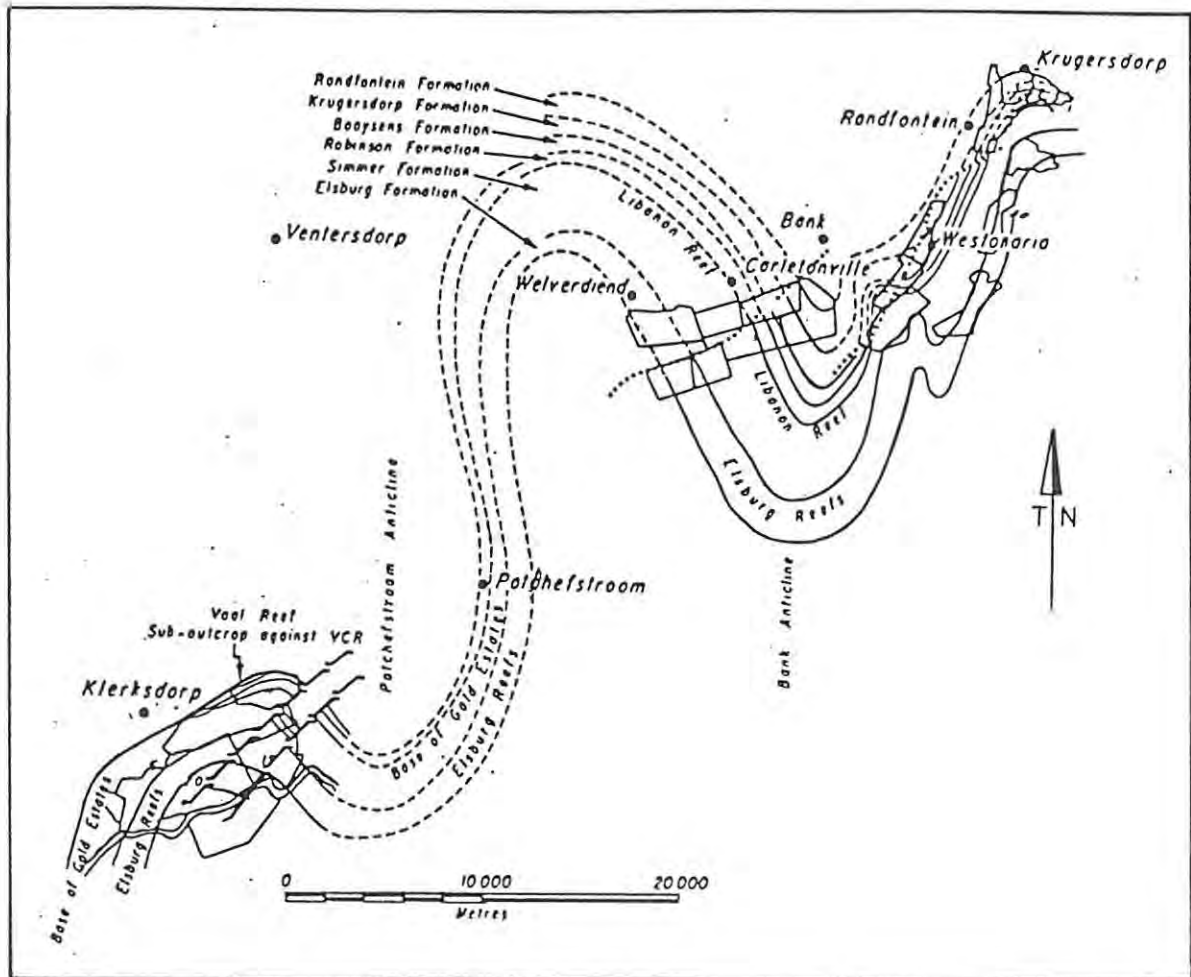 Krugersdorp
Randfontein Formation
Krugersdorp Formation
Booysens Formation
Robinson Formation
Simmer Formation
Elsburg Formation
Randfontein
Ventersdorp
Libanon Reef
Bank
Westonaria
Carletonville
Welverdiend
Libanon Reef
Elsburg Reefs
TN
Potchefstroom Anticline
Bank Anticline
Potchefstroom
Vaal Reef
Sub-outcrop against VCR
Klerksdorp
Base of Gold Estates
Elsburg Reefs
Base of Gold Estates
Elsburg Reefs
0 10 000 20 000
Metres